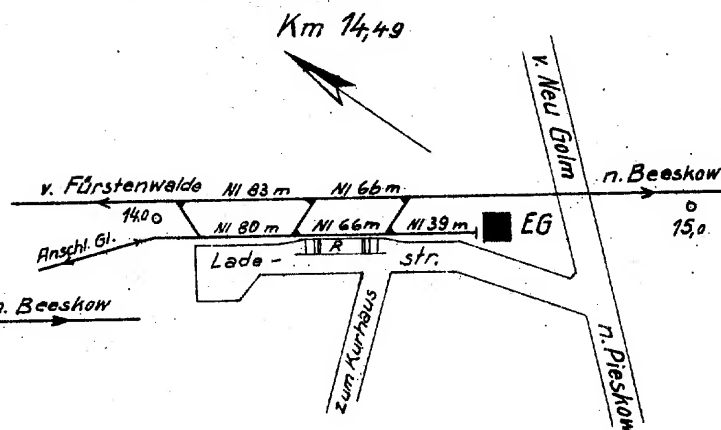 Km 14,49
v. Neu Golm
v. Fürstenwalde
Nl 83 m
Nl 66 m
n. Beeskow
14.0
Nl 80 m
Nl 66 m
Nl 39 m
EG
15,0
Anschl. Gl.
R
Lade - str.
n. Beeskow
zum Kurhaus
n. Pieskow